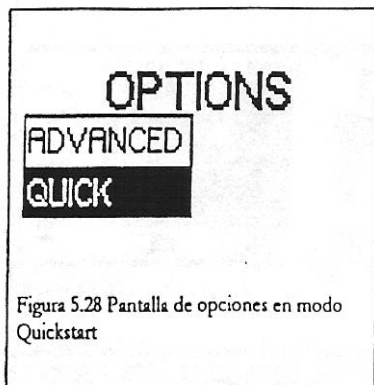 OPTIONS
ADVANCED
QUICK
Figura 5.28 Pantalla de opciones en modo
Quickstart